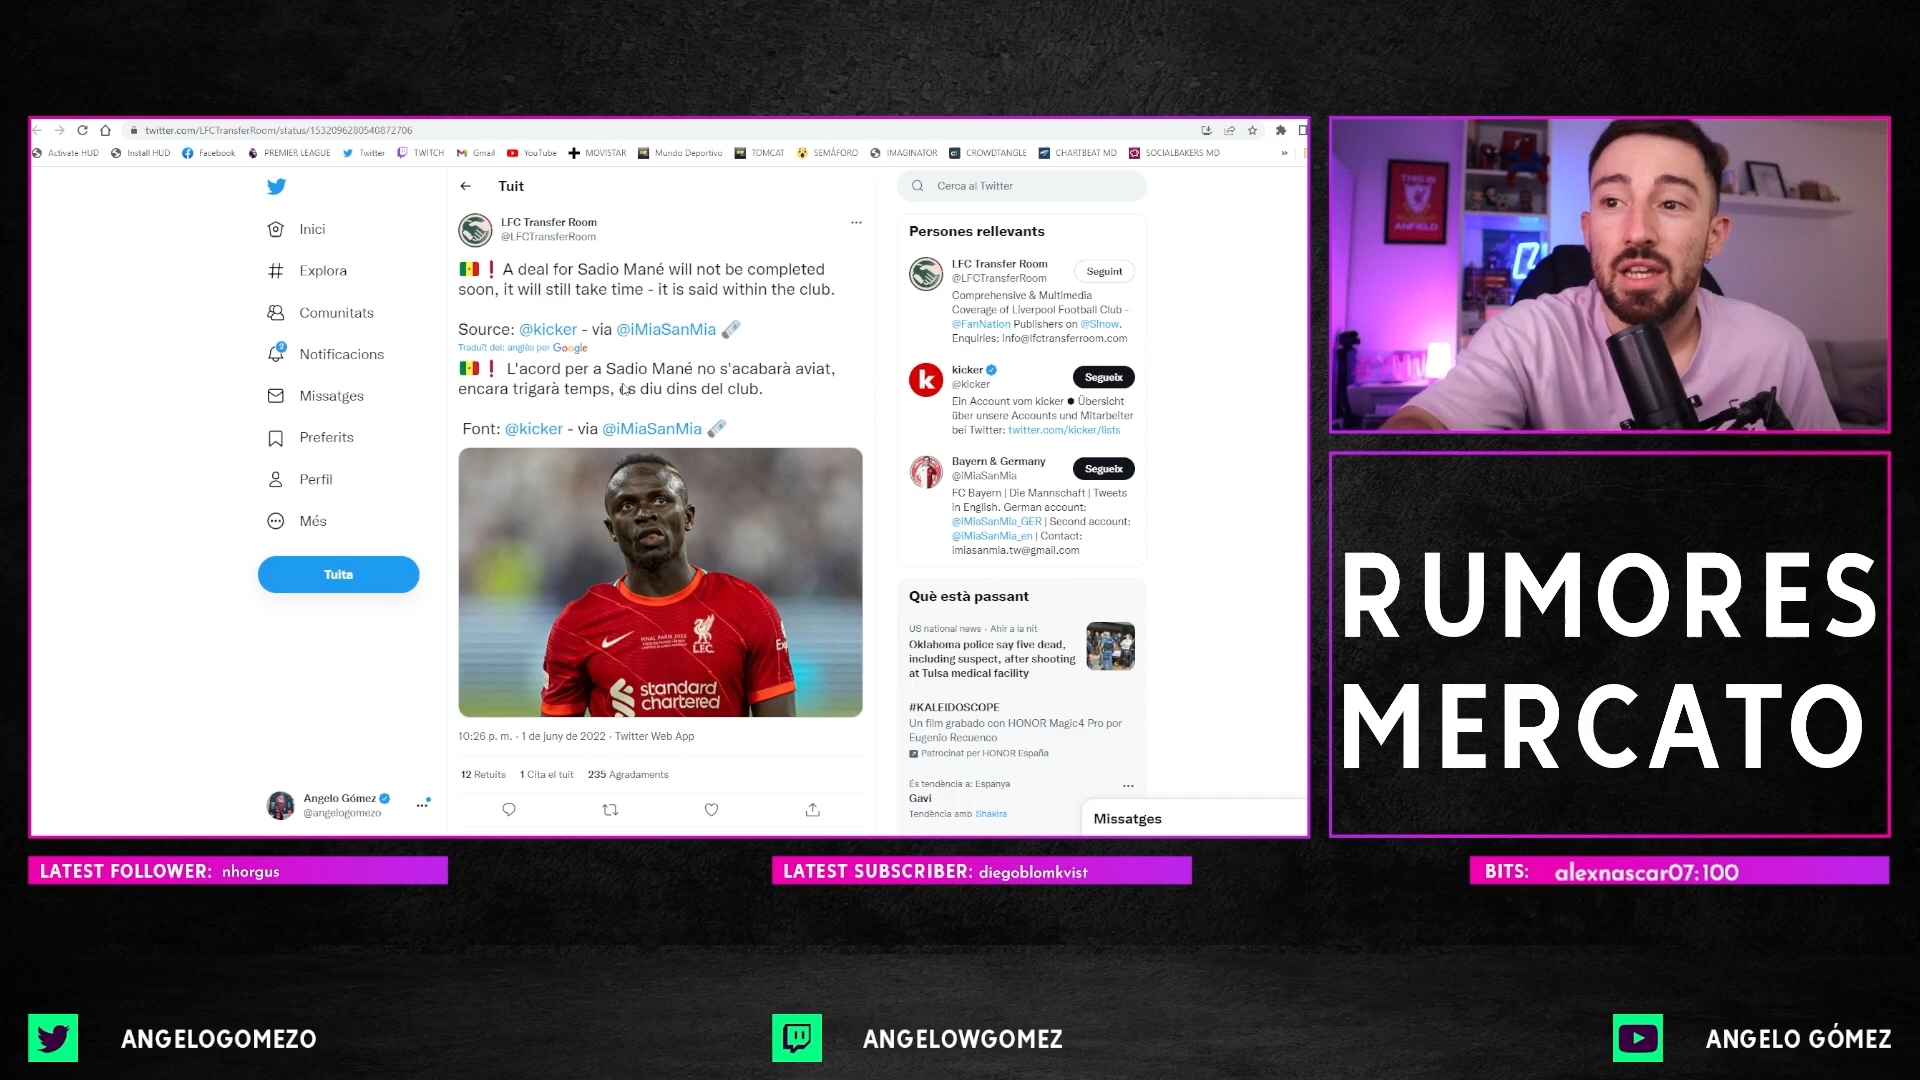 twitter.com/LFCTransferRoom/status/1532096280540872706
Activate HUD Install HUD Facebook PREMIER LEAGUE Twitter TWITCH Gmail YouTube MOVISTAR Mundo Deportivo TOMCAT SEMÁFORO IMAGINATOR CROWDTANGLE CHARTBEAT MD SOCIALBAKERS MD »
Inici
Explora
Comunitats
2
Notificacions
Missatges
Preferits
Perfil
Més
Tuita
Angelo Gómez
@angelogomezo
Tuit
LFC Transfer Room
@LFCTransferRoom
🇸🇳❗ A deal for Sadio Mané will not be completed
soon, it will still take time - it is said within the club.
Source: @kicker - via @iMiaSanMia 🗞
Traduït del: anglès per Google
🇸🇳❗ L'acord per a Sadio Mané no s'acabarà aviat,
encara trigarà temps, es diu dins del club.
Font: @kicker - via @iMiaSanMia 🗞
FINAL PARIS 2022
L.F.C.
standard
chartered
10:26 p. m. · 1 de juny de 2022 · Twitter Web App
12 Retuits 1 Cita el tuit 235 Agradaments
Cerca al Twitter
Persones rellevants
LFC Transfer Room
@LFCTransferRoom
Seguint
Comprehensive & Multimedia
Coverage of Liverpool Football Club -
@FanNation Publishers on @SInow.
Enquiries: info@lfctransferroom.com
k
kicker
@kicker
Segueix
Ein Account vom kicker ● Übersicht
über unsere Accounts und Mitarbeiter
bei Twitter: twitter.com/kicker/lists
Bayern & Germany
@iMiaSanMia
Segueix
FC Bayern | Die Mannschaft | Tweets
in English. German account:
@iMiaSanMia_GER | Second account:
@iMiaSanMia_en | Contact:
imiasanmia.tw@gmail.com
Què està passant
US national news · Ahir a la nit
Oklahoma police say five dead,
including suspect, after shooting
at Tulsa medical facility
#KALEIDOSCOPE
Un film grabado con HONOR Magic4 Pro por
Eugenio Recuenco
Patrocinat per HONOR España
És tendència a: Espanya
Gavi
Tendència amb Shakira
Missatges
THIS IS
ANFIELD
RUMORES
MERCATO
LATEST FOLLOWER: nhorgus
LATEST SUBSCRIBER: diegoblomkvist
BITS: alexnascar07: 100
ANGELOGOMEZO
ANGELOWGOMEZ
ANGELO GÓMEZ